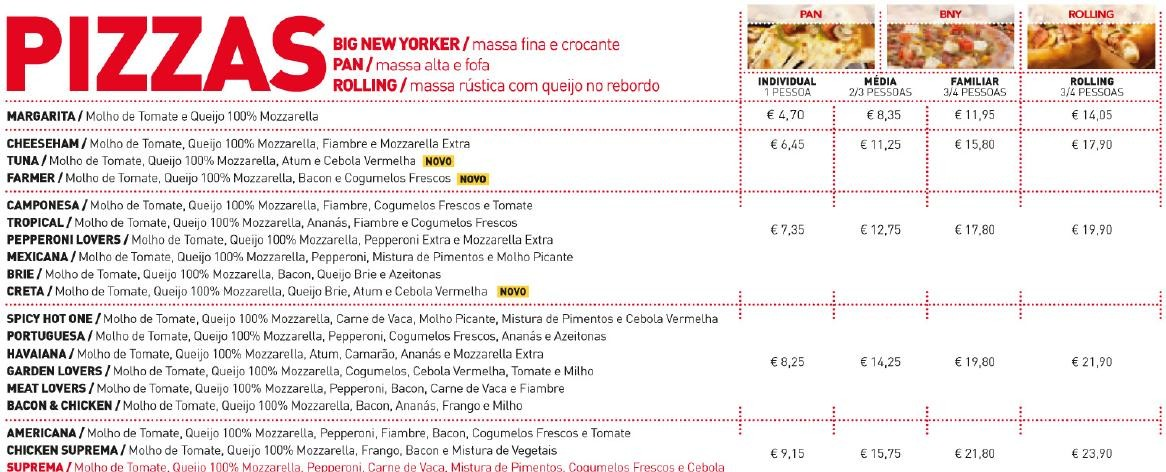 PIZZAS
BIG NEW YORKER / massa fina e crocante
PAN / massa alta e fofa
ROLLING / massa rústica com queijo no rebordo
PAN BNY ROLLING
INDIVIDUAL MÉDIA FAMILIAR ROLLING
1 PESSOA 2/3 PESSOAS 3/4 PESSOAS 3/4 PESSOAS
MARGARITA / Molho de Tomate e Queijo 100% Mozzarella € 4,70 € 8,35 € 11,95 € 14,05
CHEESEHAM / Molho de Tomate, Queijo 100% Mozzarella, Fiambre e Mozzarella Extra € 6,45 € 11,25 € 15,80 € 17,90
TUNA / Molho de Tomate, Queijo 100% Mozzarella, Atum e Cebola Vermelha NOVO
FARMER / Molho de Tomate, Queijo 100% Mozzarella, Bacon e Cogumelos Frescos NOVO
CAMPONESA / Molho de Tomate, Queijo 100% Mozzarella, Fiambre, Cogumelos Frescos e Tomate
TROPICAL / Molho de Tomate, Queijo 100% Mozzarella, Ananás, Fiambre e Cogumelos Frescos
€ 7,35 € 12,75 € 17,80 € 19,90
PEPPERONI LOVERS / Molho de Tomate, Queijo 100% Mozzarella, Pepperoni Extra e Mozzarella Extra
MEXICANA / Molho de Tomate, Queijo 100% Mozzarella, Pepperoni, Mistura de Pimentos e Molho Picante
BRIE / Molho de Tomate, Queijo 100% Mozzarella, Bacon, Queijo Brie e Azeitonas
CRETA / Molho de Tomate, Queijo 100% Mozzarella, Queijo Brie, Atum e Cebola Vermelha NOVO
SPICY HOT ONE / Molho de Tomate, Queijo 100% Mozzarella, Carne de Vaca, Molho Picante, Mistura de Pimentos e Cebola Vermelha
PORTUGUESA / Molho de Tomate, Queijo 100% Mozzarella, Pepperoni, Cogumelos Frescos, Ananás e Azeitonas
HAVAIANA / Molho de Tomate, Queijo 100% Mozzarella, Atum, Camarão, Ananás e Mozzarella Extra
€ 8,25 € 14,25 € 19,80 € 21,90
GARDEN LOVERS / Molho de Tomate, Queijo 100% Mozzarella, Cogumelos, Cebola Vermelha, Tomate e Milho
MEAT LOVERS / Molho de Tomate, Queijo 100% Mozzarella, Pepperoni, Bacon, Carne de Vaca e Fiambre
BACON & CHICKEN / Molho de Tomate, Queijo 100% Mozzarella, Bacon, Ananás, Frango e Milho
AMERICANA / Molho de Tomate, Queijo 100% Mozzarella, Pepperoni, Fiambre, Bacon, Cogumelos Frescos e Tomate
CHICKEN SUPREMA / Molho de Tomate, Queijo 100% Mozzarella, Frango, Bacon e Mistura de Vegetais € 9,15 € 15,75 € 21,80 € 23,90
SUPREMA / Molho de Tomate, Queijo 100% Mozzarella, Pepperoni, Carne de Vaca, Mistura de Pimentos, Cogumelos Frescos e Cebola